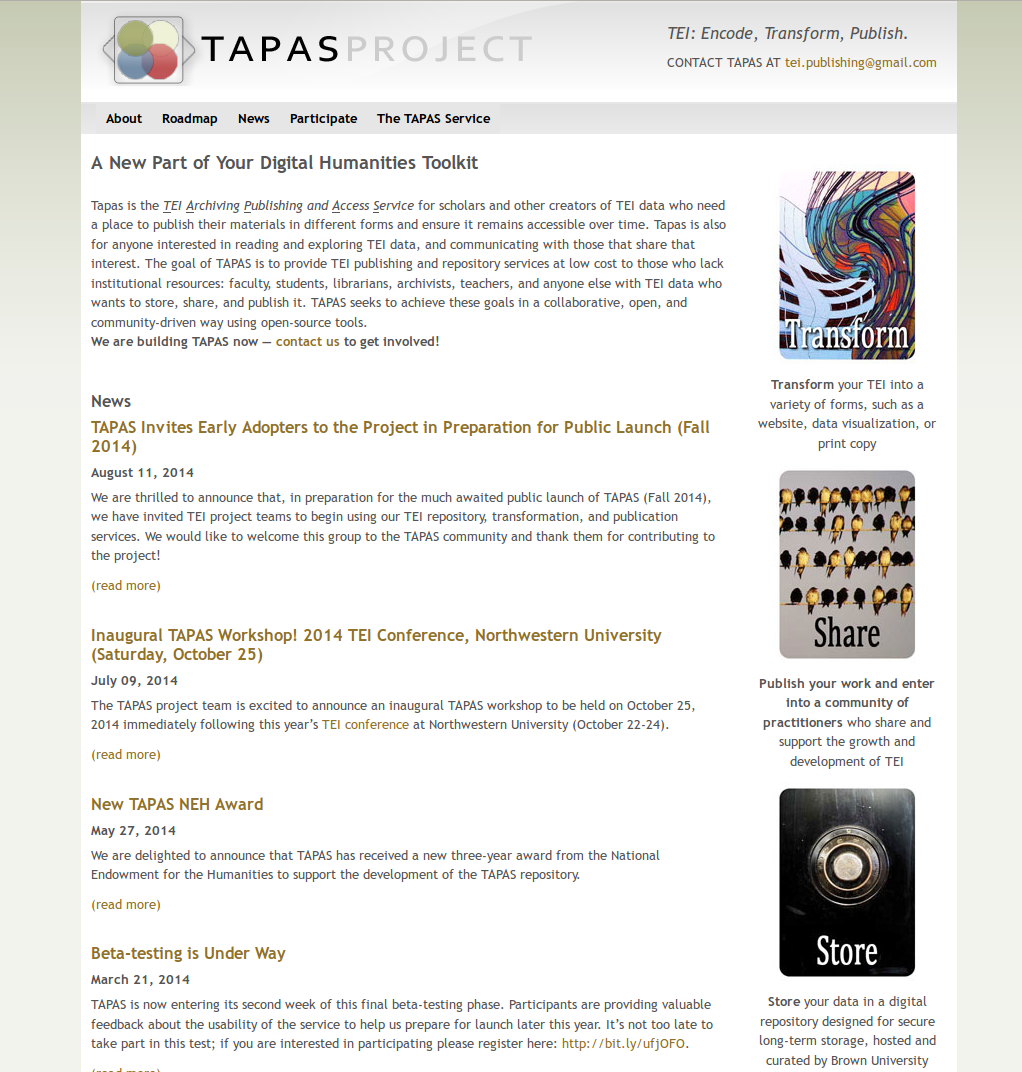 TAPAS PROJECT
TEI: Encode, Transform, Publish.
CONTACT TAPAS AT tei.publishing@gmail.com
About Roadmap News Participate The TAPAS Service
A New Part of Your Digital Humanities Toolkit
Tapas is the TEI Archiving Publishing and Access Service for scholars and other creators of TEI data who need
a place to publish their materials in different forms and ensure it remains accessible over time. Tapas is also
for anyone interested in reading and exploring TEI data, and communicating with those that share that
interest. The goal of TAPAS is to provide TEI publishing and repository services at low cost to those who lack
institutional resources: faculty, students, librarians, archivists, teachers, and anyone else with TEI data who
wants to store, share, and publish it. TAPAS seeks to achieve these goals in a collaborative, open, and
community-driven way using open-source tools.
We are building TAPAS now — contact us to get involved!
News
TAPAS Invites Early Adopters to the Project in Preparation for Public Launch (Fall
2014)
August 11, 2014
We are thrilled to announce that, in preparation for the much awaited public launch of TAPAS (Fall 2014),
we have invited TEI project teams to begin using our TEI repository, transformation, and publication
services. We would like to welcome this group to the TAPAS community and thank them for contributing to
the project!
(read more)
Inaugural TAPAS Workshop! 2014 TEI Conference, Northwestern University
(Saturday, October 25)
July 09, 2014
The TAPAS project team is excited to announce an inaugural TAPAS workshop to be held on October 25,
2014 immediately following this year’s TEI conference at Northwestern University (October 22-24).
(read more)
New TAPAS NEH Award
May 27, 2014
We are delighted to announce that TAPAS has received a new three-year award from the National
Endowment for the Humanities to support the development of the TAPAS repository.
(read more)
Beta-testing is Under Way
March 21, 2014
TAPAS is now entering its second week of this final beta-testing phase. Participants are providing valuable
feedback about the usability of the service to help us prepare for launch later this year. It’s not too late to
take part in this test; if you are interested in participating please register here: http://bit.ly/ufjOFO.
(read more)
Transform
Transform your TEI into a
variety of forms, such as a
website, data visualization, or
print copy
Share
Publish your work and enter
into a community of
practitioners who share and
support the growth and
development of TEI
Store
Store your data in a digital
repository designed for secure
long-term storage, hosted and
curated by Brown University